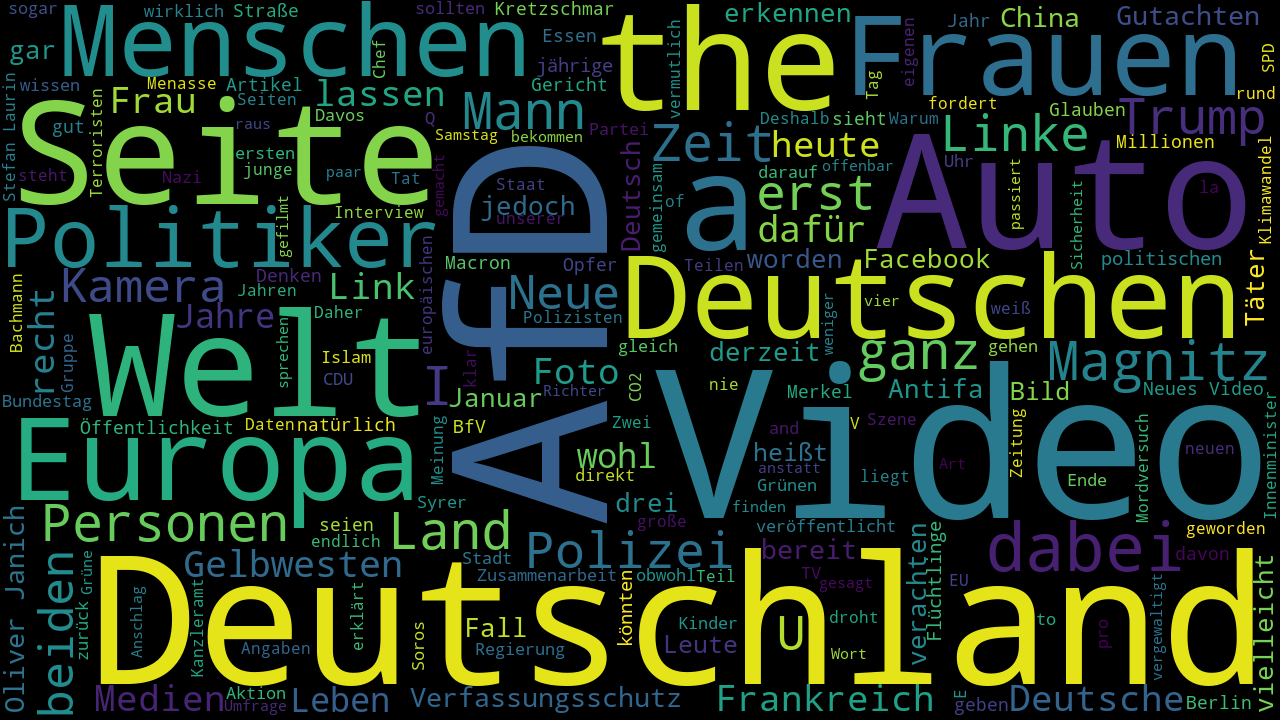 sogar
wirklich
Straße
sollten
Kretzschmar
erkennen
Jahr
China
Gutachten
gar
Menschen
Chef
Essen
the
Frauen
eigenen
SPD
wissen
Menasse
Artikel
jährige
Gericht
vermutlich
Tag
rund
Stefan Laurin
Seite
Terroristen
Frau
Seiten
lassen
Davos
Q
Mann
fordert
Glauben
Trump
gut
raus
Samstag
bekommen
Partei
Deshalb
sieht
Warum
Linke
Millionen
ersten
Zeit
heute
steht
Nazi
junge
paar
Tat
gemacht
Staat
Deutsch
darauf
offenbar
Uhr
Auto
passiert
la
Klimawandel
Politiker
gefilmt
Interview
jedoch
unserer
gemeinsam
of
a
erst
dafür
Sicherheit
Kamera
Denken
europäischen
Macron
AfD
Opfer
Teilen
worden
Facebook
politischen
Täter
Bachmann
recht
Jahren
Link
Neue
Deutschen
vier
weiß
Jahre
Daher
Polizisten
weniger
Gruppe
Welt
sprechen
Islam
CDU
klar
gleich
derzeit
ganz
gehen
Magnitz
Bundestag
I
Foto
CO2
nie
Merkel
Antifa
Bild
Neues Video
Januar
Richter
Öffentlichkeit
Daten
natürlich
Meinung
BfV
Zwei
Video
and
V
Szene
Zeitung
Mordversuch
Innenminister
Europa
wohl
heißt
neuen
direkt
anstatt
Grünen
liegt
Art
Ende
Syrer
drei
finden
Personen
seien
endlich
Land
große
veröffentlicht
geworden
Oliver Janich
beiden
Grüne
Gelbwesten
Stadt
Polizei
bereit
verachten
Flüchtlinge
dabei
davon
zurück
Deutschland
Anschlag
Kanzleramt
erklärt
Zusammenarbeit
obwohl
Teil
TV
gesagt
EU
vergewaltigt
vielleicht
Soros
Fall
könnten
Kinder
U
droht
to
pro
Angaben
Regierung
Leute
Wort
Medien
Aktion
Umfrage
Leben
Verfassungsschutz
Frankreich
E
geben
Deutsche
Berlin